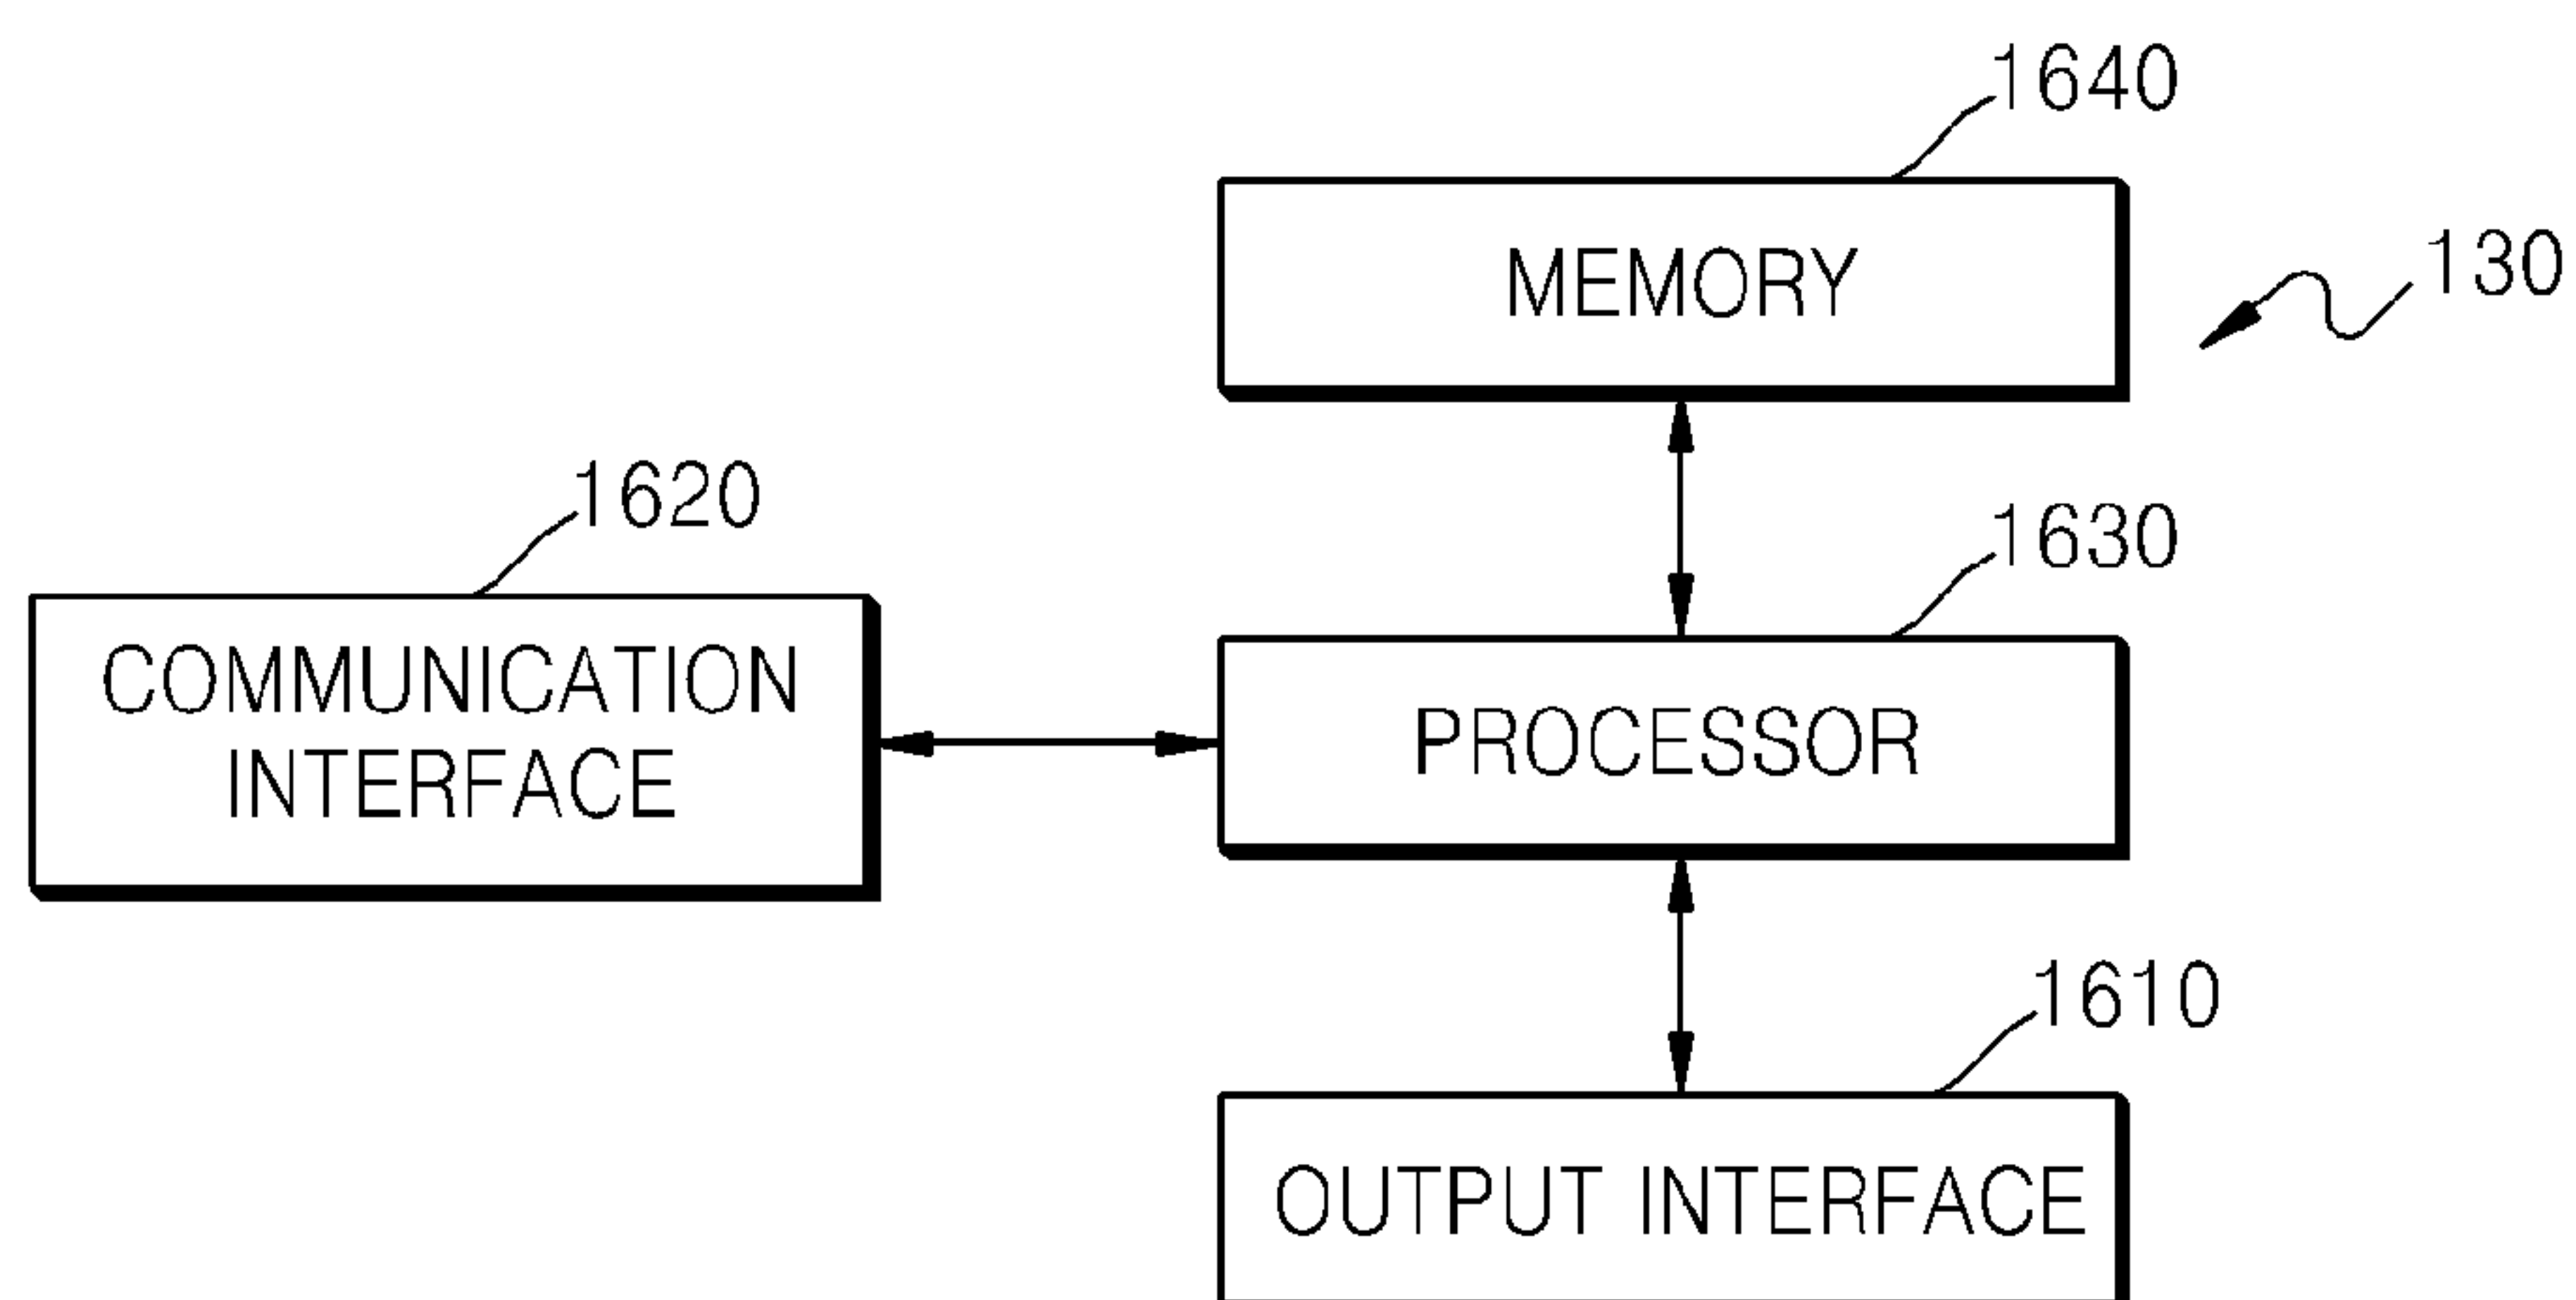 1640
MEMORY
130
1620
1630
COMMUNICATION
INTERFACE
PROCESSOR
1610
OUTPUT INTERFACE